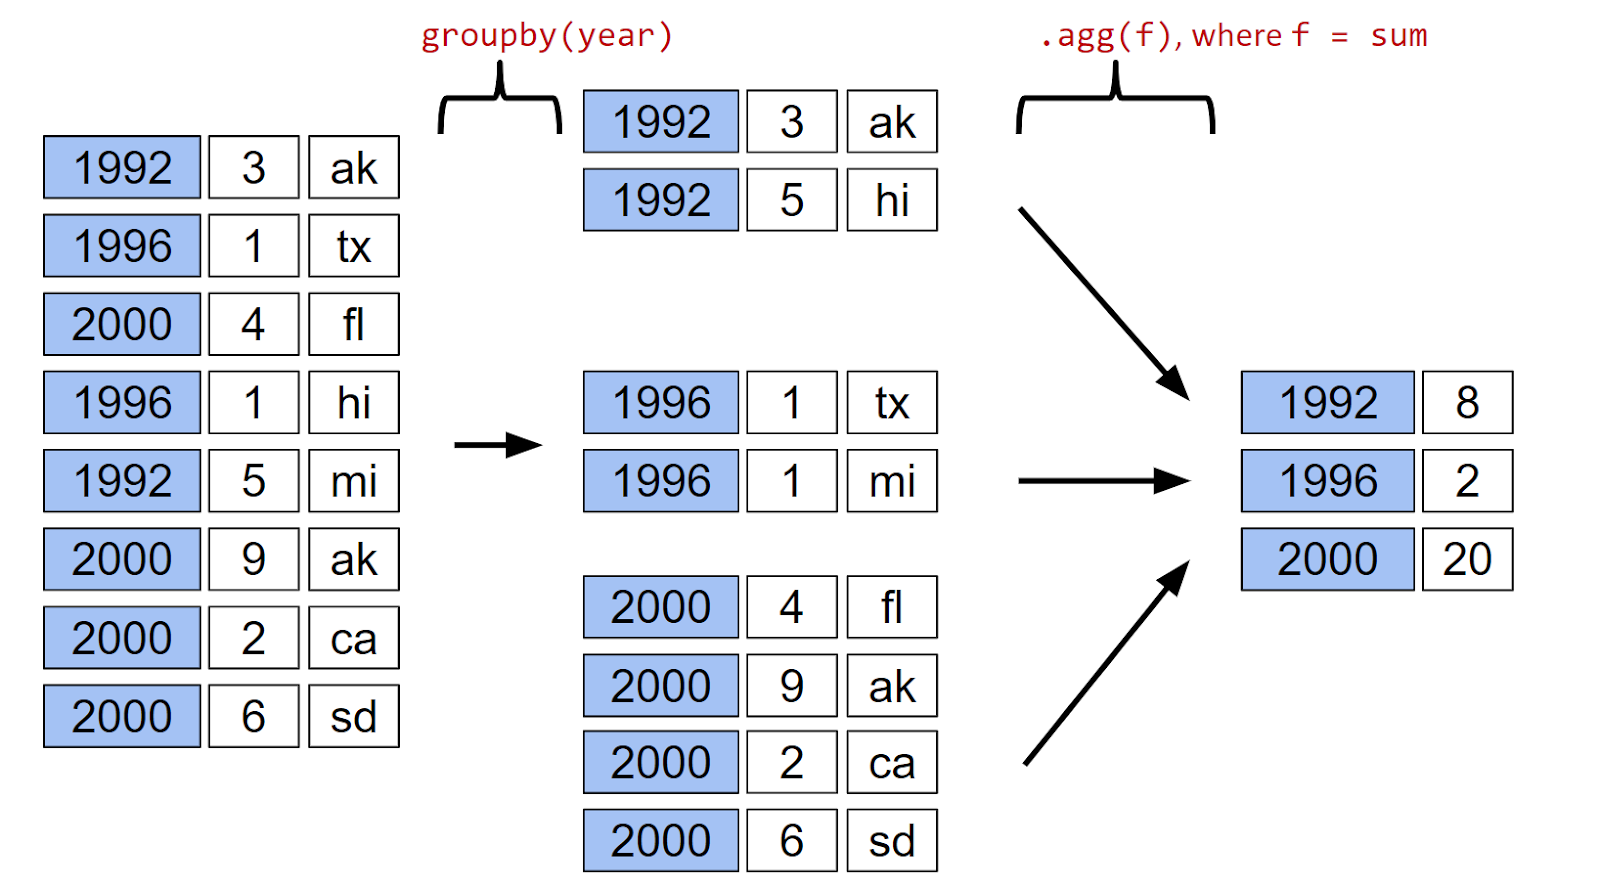 groupby(year)
.agg(f), where f = sum
1992 3 ak
1996 1 tx
2000 4 fl
1996 1 hi
1992 5 mi
2000 9 ak
2000 2 ca
2000 6 sd
1992 3 ak
1992 5 hi
1996 1 tx
1996 1 mi
2000 4 fl
2000 9 ak
2000 2 ca
2000 6 sd
1992 8
1996 2
2000 20